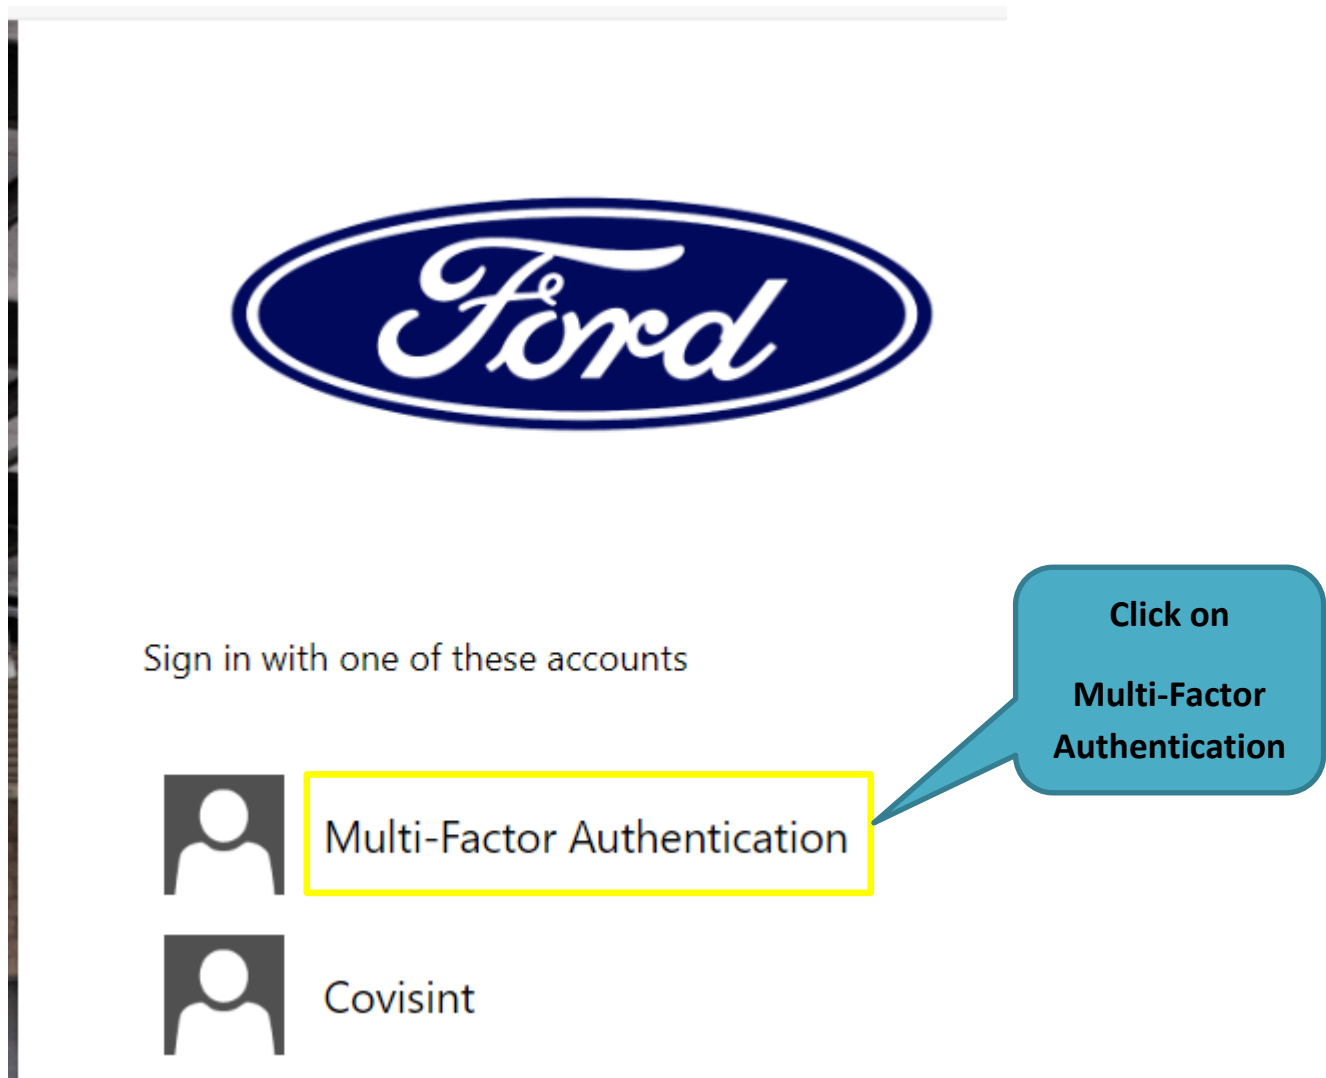 Ford
Sign in with one of these accounts
Click on
Multi-Factor
Authentication
Multi-Factor Authentication
Covisint